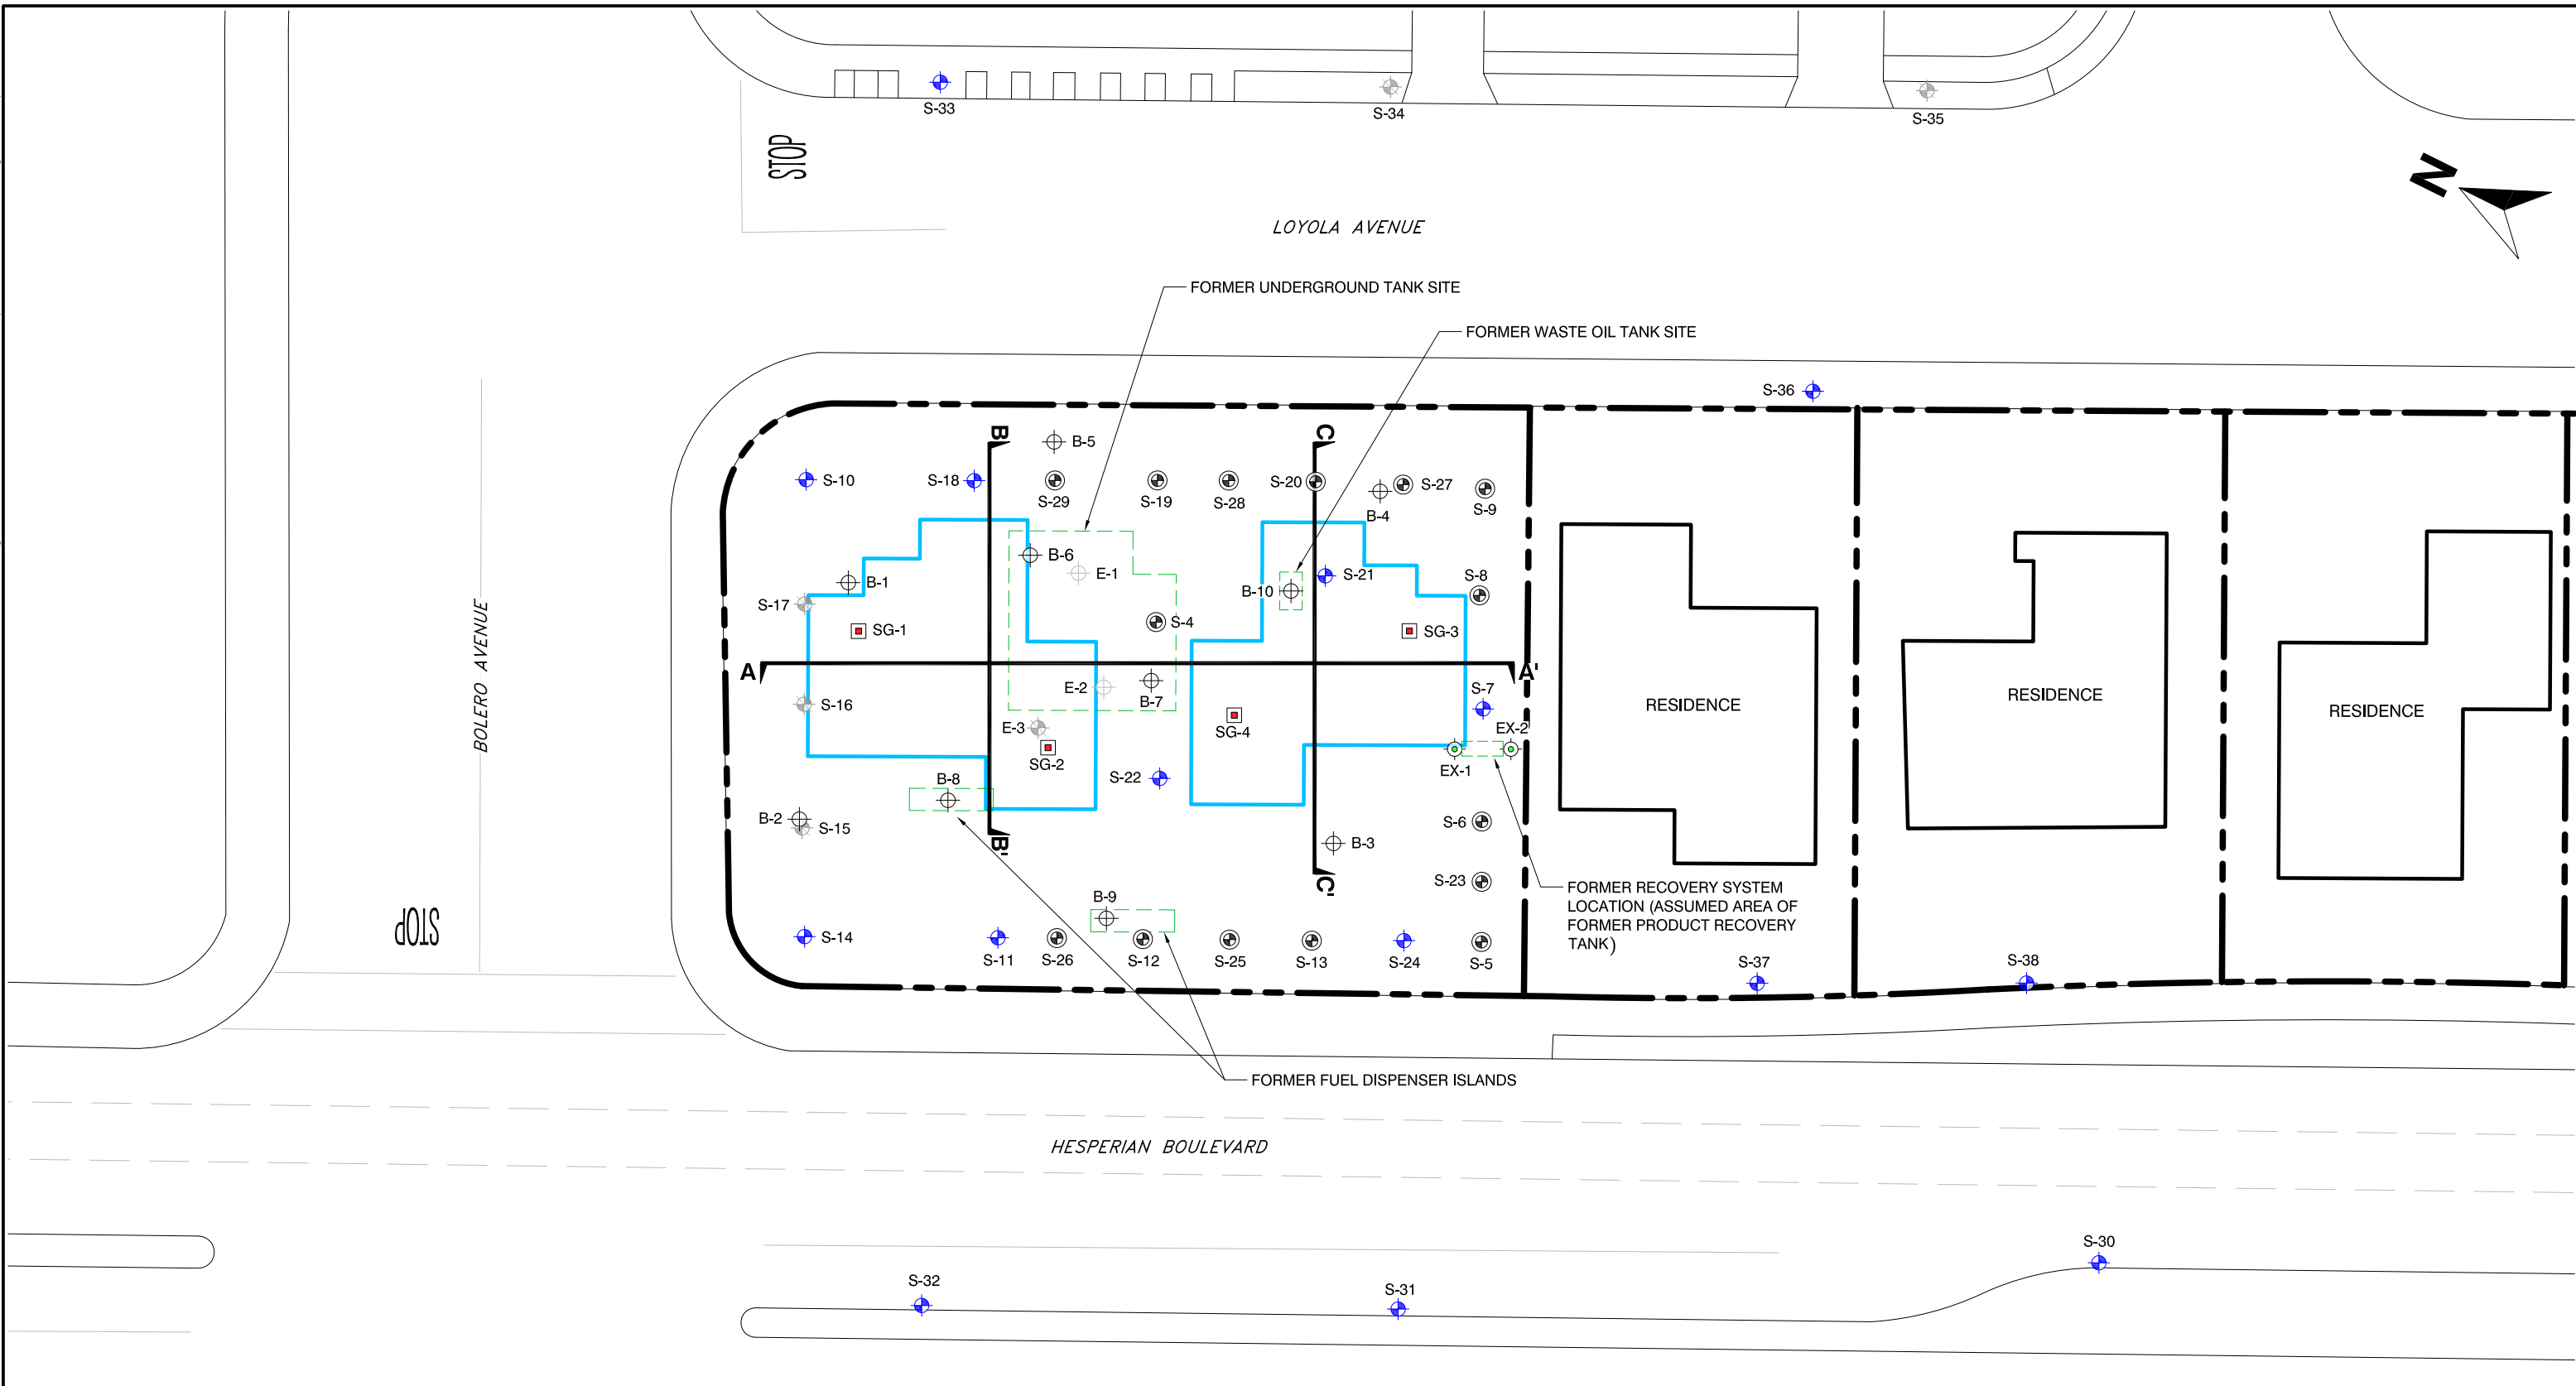 S-33
S-34
S-35
STOP
N
LOYOLA AVENUE
FORMER UNDERGROUND TANK SITE
FORMER WASTE OIL TANK SITE
S-36
B
C
B-5
S-10
S-18
S-29
S-19
S-28
S-20
B-4
S-27
S-9
B-6
E-1
B-1
S-17
B-10
S-21
S-8
SG-1
S-4
SG-3
A
A'
BOLERO AVENUE
S-16
E-2
B-7
S-7
E-3
SG-2
SG-4
EX-2
EX-1
RESIDENCE
RESIDENCE
RESIDENCE
S-22
B-8
B-2
S-15
B'
B-3
S-6
C'
S-23
FORMER RECOVERY SYSTEM
LOCATION (ASSUMED AREA OF
FORMER PRODUCT RECOVERY
TANK)
STOP
B-9
S-14
S-11
S-26
S-12
S-25
S-13
S-24
S-5
S-37
S-38
FORMER FUEL DISPENSER ISLANDS
HESPERIAN BOULEVARD
S-30
S-32
S-31